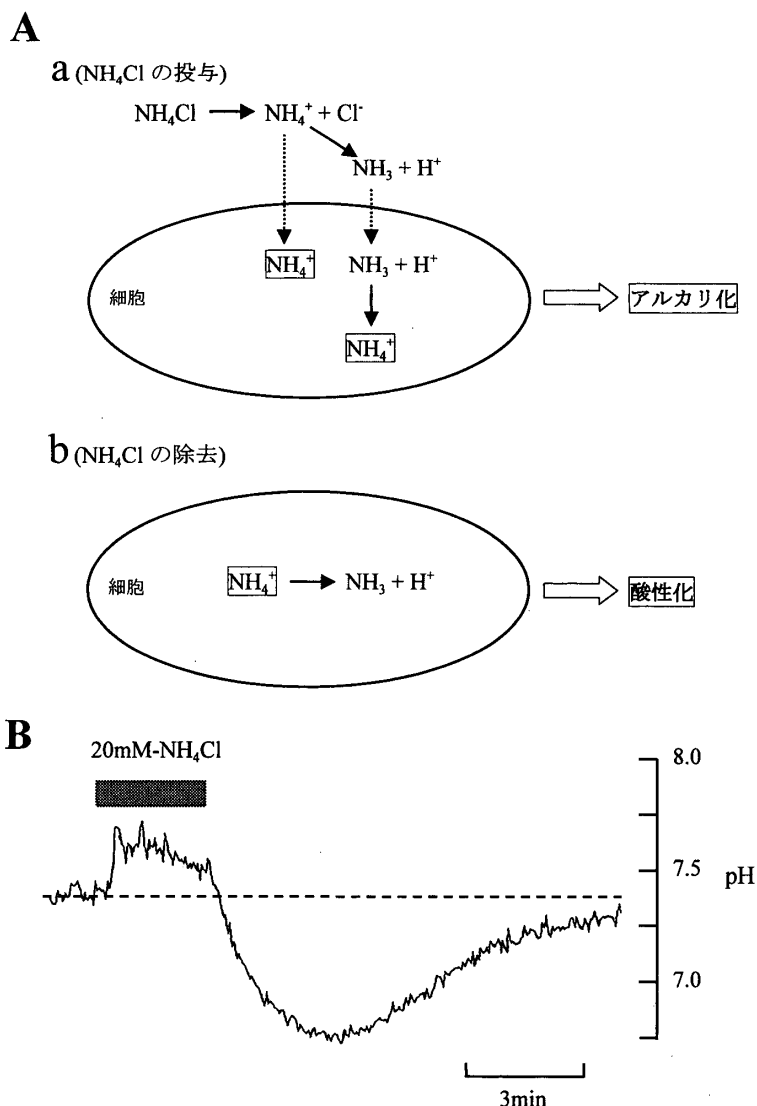 A
a (NH₄Cl の投与)
NH₄Cl → NH₄⁺ + Cl⁻
NH₃ + H⁺
NH₄⁺ NH₃ + H⁺
細胞
アルカリ化
NH₄⁺
b (NH₄Cl の除去)
細胞
NH₄⁺ → NH₃ + H⁺
酸性化
B
20mM-NH₄Cl
8.0
7.5
pH
7.0
3min